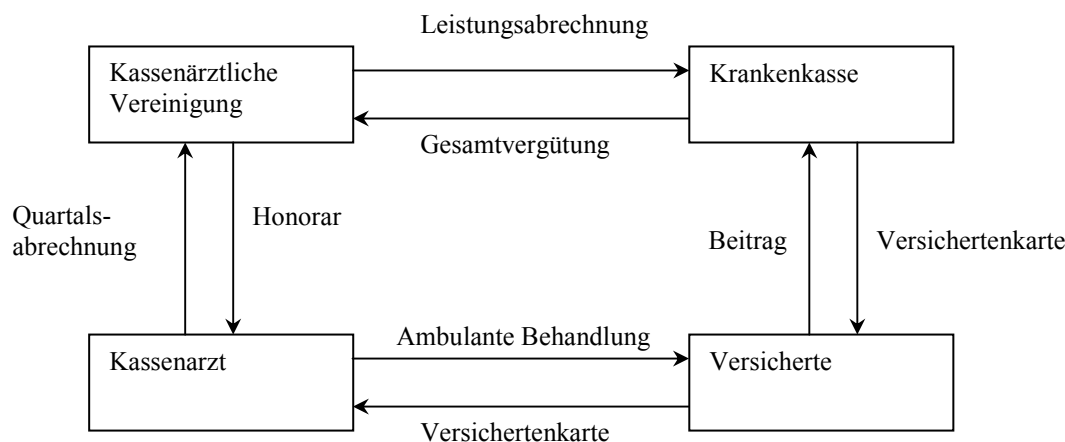 Leistungsabrechnung
Kassenärztliche
Vereinigung
Krankenkasse
Gesamtvergütung
Quartals-
abrechnung
Honorar
Beitrag
Versichertenkarte
Ambulante Behandlung
Kassenarzt
Versicherte
Versichertenkarte